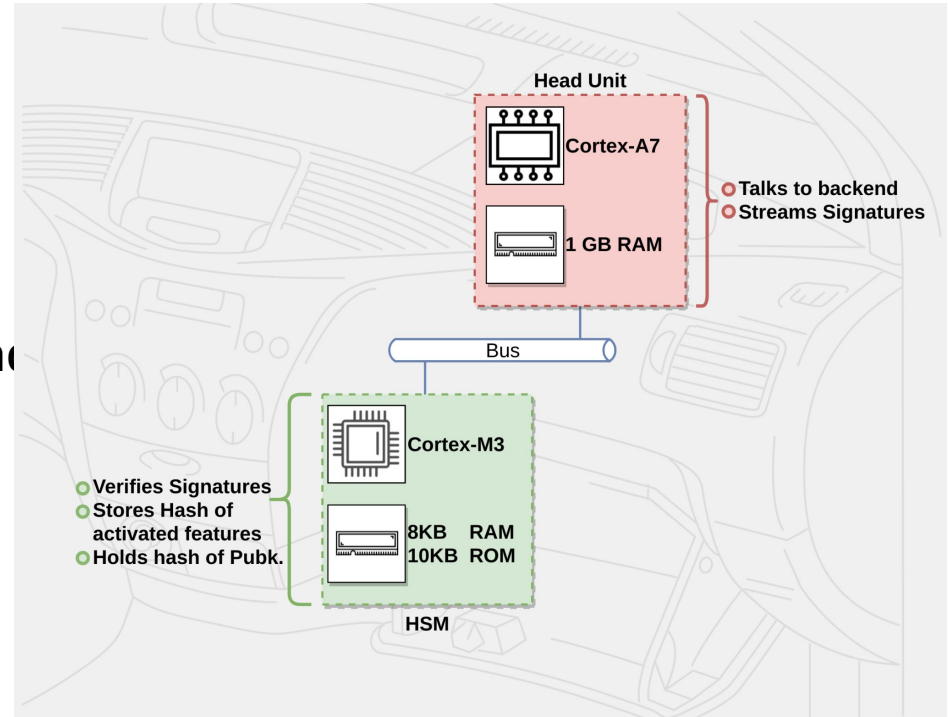 Head Unit
Cortex-A7
1 GB RAM
Talks to backend
Streams Signatures
Bus
Cortex-M3
8KB RAM
10KB ROM
Verifies Signatures
Stores Hash of
activated features
Holds hash of Pubk.
HSM